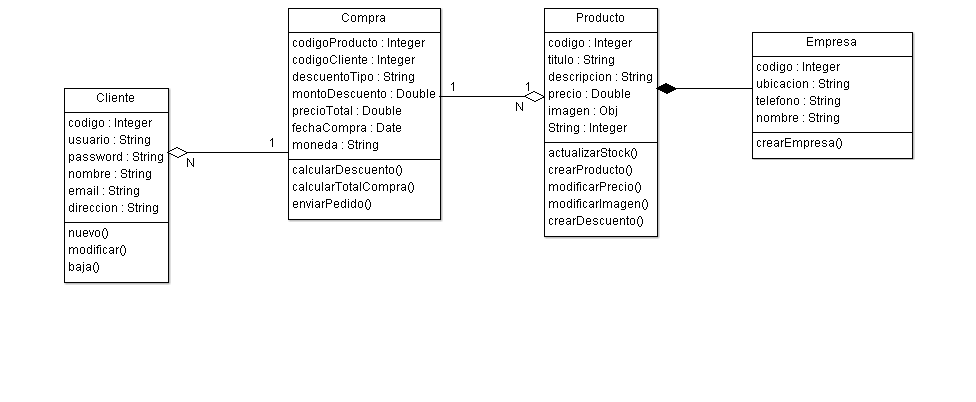 Cliente
codigo : Integer
usuario : String
password : String
nombre : String
email : String
direccion : String
nuevo()
modificar()
baja()
N
1
Compra
codigoProducto : Integer
codigoCliente : Integer
descuentoTipo : String
montoDescuento : Double
precioTotal : Double
fechaCompra : Date
moneda : String
calcularDescuento()
calcularTotalCompra()
enviarPedido()
1
1
N
Producto
codigo : Integer
titulo : String
descripcion : String
precio : Double
imagen : Obj
String : Integer
actualizarStock()
crearProducto()
modificarPrecio()
modificarImagen()
crearDescuento()
Empresa
codigo : Integer
ubicacion : String
telefono : String
nombre : String
crearEmpresa()